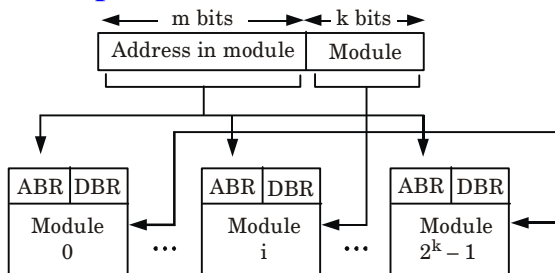 m bits k bits
Address in module Module
ABR DBR ABR DBR ABR DBR
Module Module Module
0 ... i ... 2^k – 1